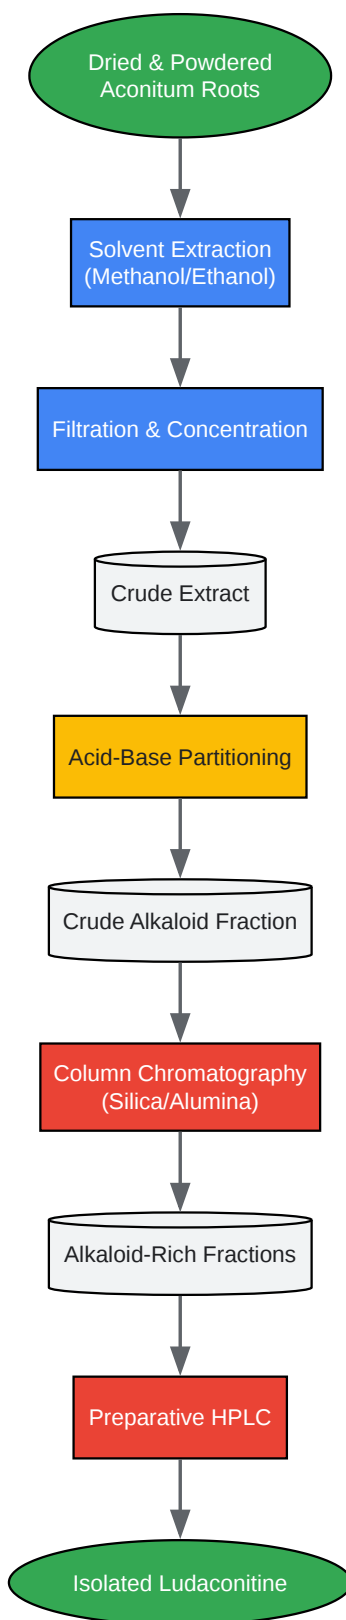 Dried & Powdered
Aconitum Roots
Solvent Extraction
(Methanol/Ethanol)
Filtration & Concentration
Crude Extract
Acid-Base Partitioning
Crude Alkaloid Fraction
Column Chromatography
(Silica/Alumina)
Alkaloid-Rich Fractions
Preparative HPLC
Isolated Ludaconitine